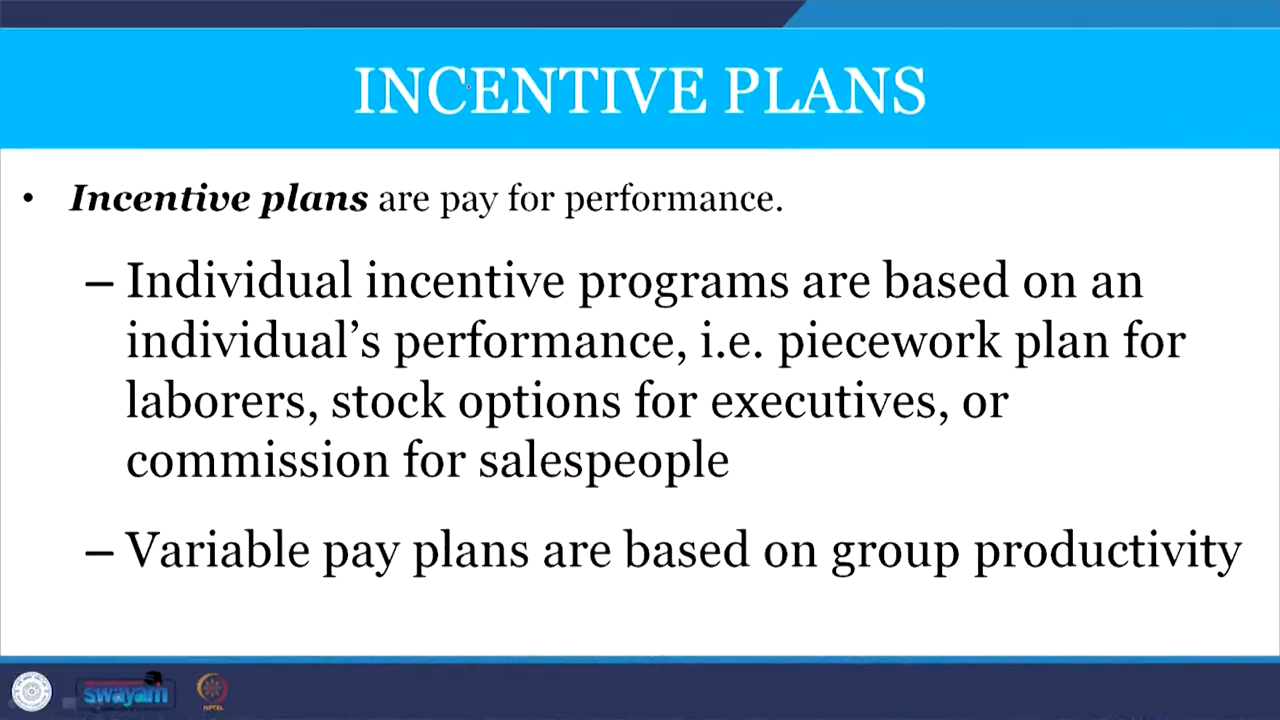 INCENTIVE PLANS
• Incentive plans are pay for performance.
– Individual incentive programs are based on an
individual’s performance, i.e. piecework plan for
laborers, stock options for executives, or
commission for salespeople
– Variable pay plans are based on group productivity
swayam
NPTEL